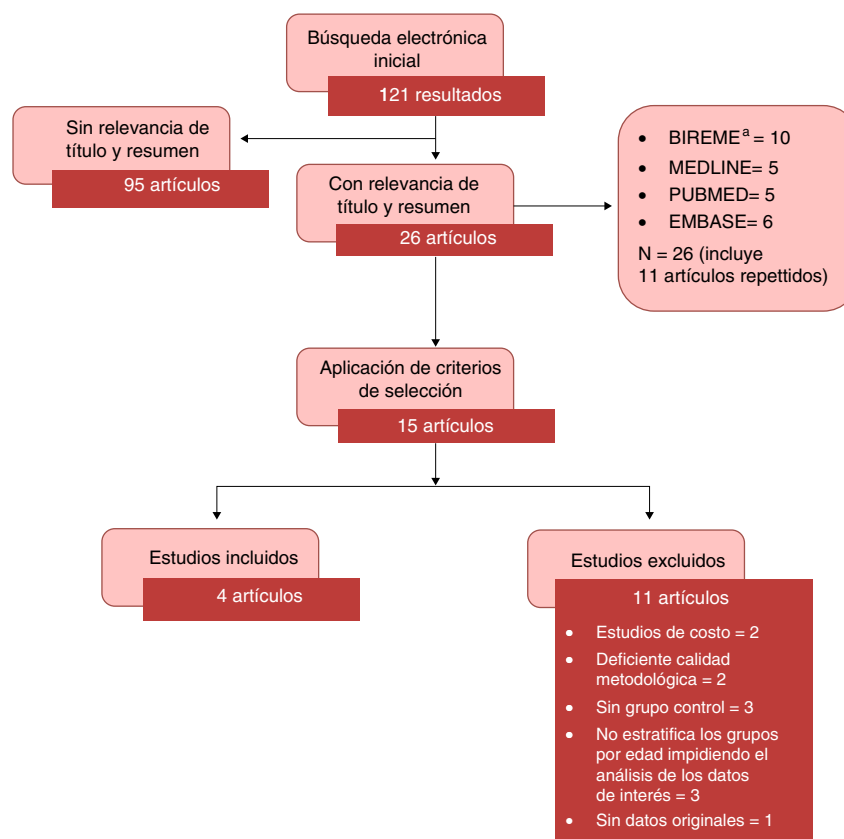 Búsqueda electrónica
inicial
121 resultados
Sin relevancia de
título y resumen
95 artículos
Con relevancia de
título y resumen
26 artículos
• BIREMEª = 10
• MEDLINE= 5
• PUBMED= 5
• EMBASE= 6
N = 26 (incluye
11 artículos repettidos)
Aplicación de criterios
de selección
15 artículos
Estudios incluidos
4 artículos
Estudios excluidos
11 artículos
• Estudios de costo = 2
• Deficiente calidad
metodológica = 2
• Sin grupo control = 3
• No estratifica los grupos
por edad impidiendo el
análisis de los datos
de interés = 3
• Sin datos originales = 1